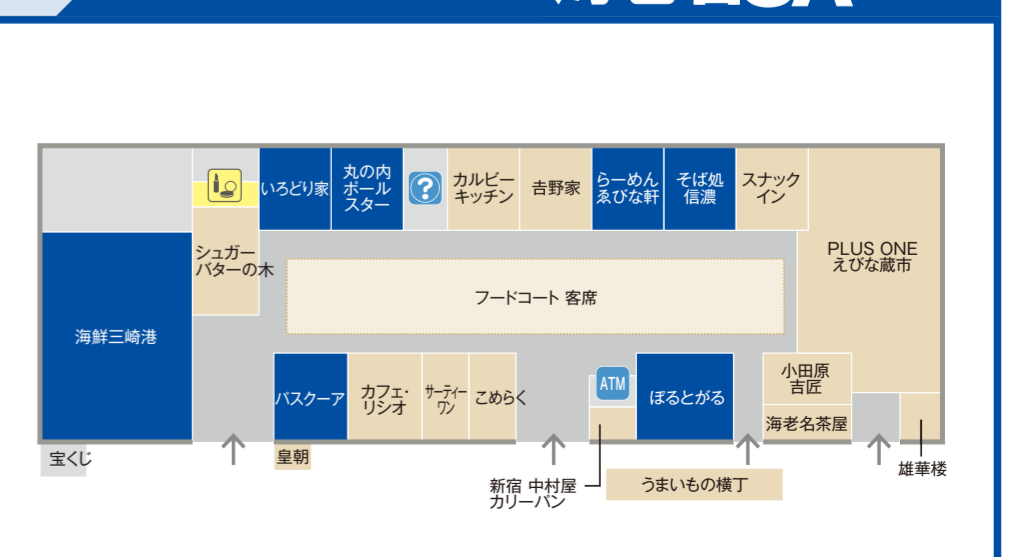 いろどり家
丸の内
ポール
スター
?
カルビー
キッチン
吉野家
らーめん
ゑびな軒
そば処
信濃
スナック
イン
シュガー
バターの木
PLUS ONE
えびな蔵市
フードコート 客席
海鮮三崎港
パスクーア
カフェ・
リシオ
サーティー
ワン
こめらく
ATM
ぽるとがる
小田原
吉匠
海老名茶屋
宝くじ
皇朝
新宿 中村屋
カリーパン
うまいもの横丁
雄華楼